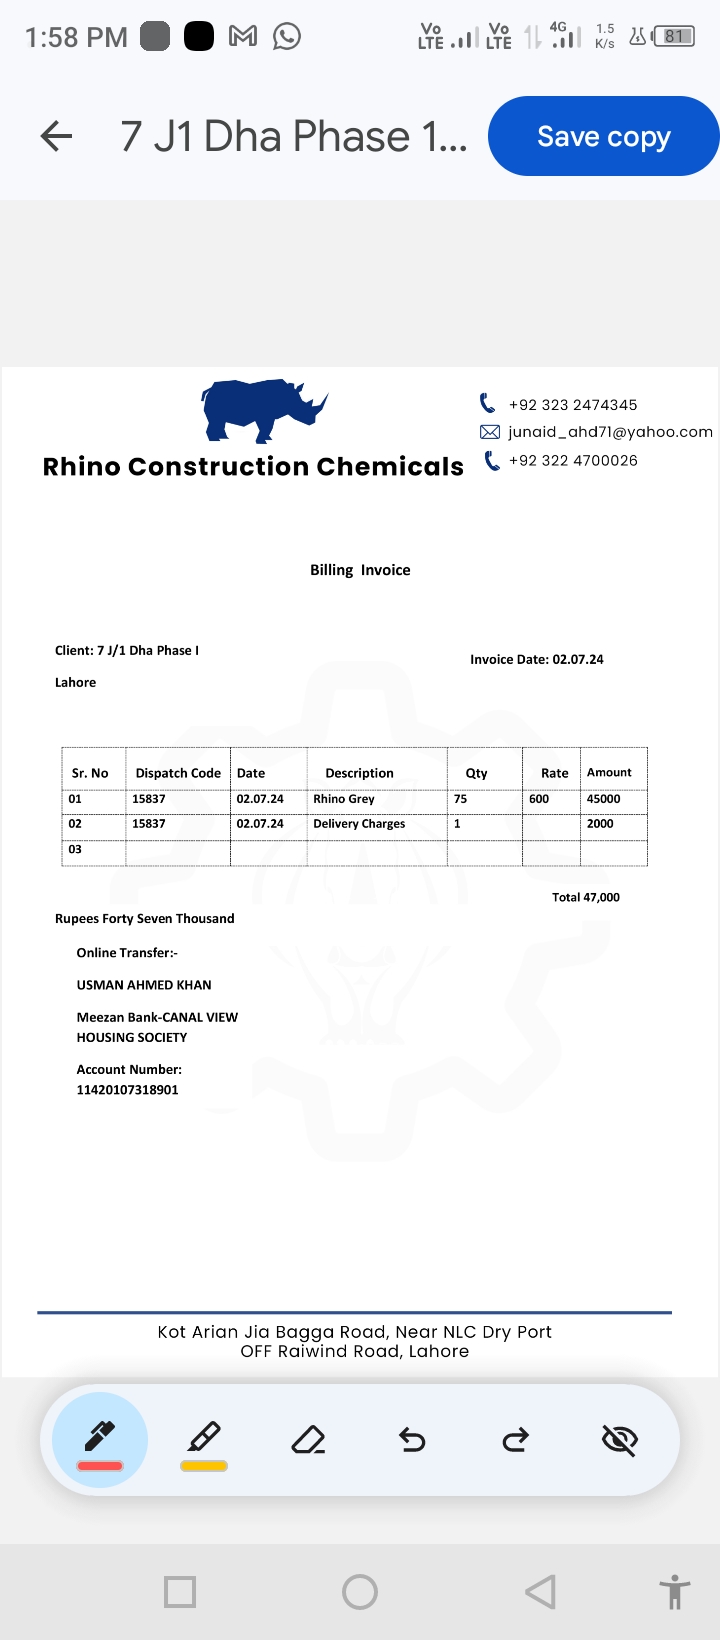 1:58 PM
Vo LTE Vo LTE 4G 1.5 K/s 81
7 J1 Dha Phase 1...
Save copy
+92 323 2474345
junaid_ahd71@yahoo.com
Rhino Construction Chemicals
+92 322 4700026
Billing Invoice
Client: 7 J/1 Dha Phase I
Invoice Date: 02.07.24
Lahore
Sr. No Dispatch Code Date Description Qty Rate Amount
01 15837 02.07.24 Rhino Grey 75 600 45000
02 15837 02.07.24 Delivery Charges 1 2000
03
Total 47,000
Rupees Forty Seven Thousand
Online Transfer:-
USMAN AHMED KHAN
Meezan Bank-CANAL VIEW
HOUSING SOCIETY
Account Number:
11420107318901
Kot Arian Jia Bagga Road, Near NLC Dry Port
OFF Raiwind Road, Lahore